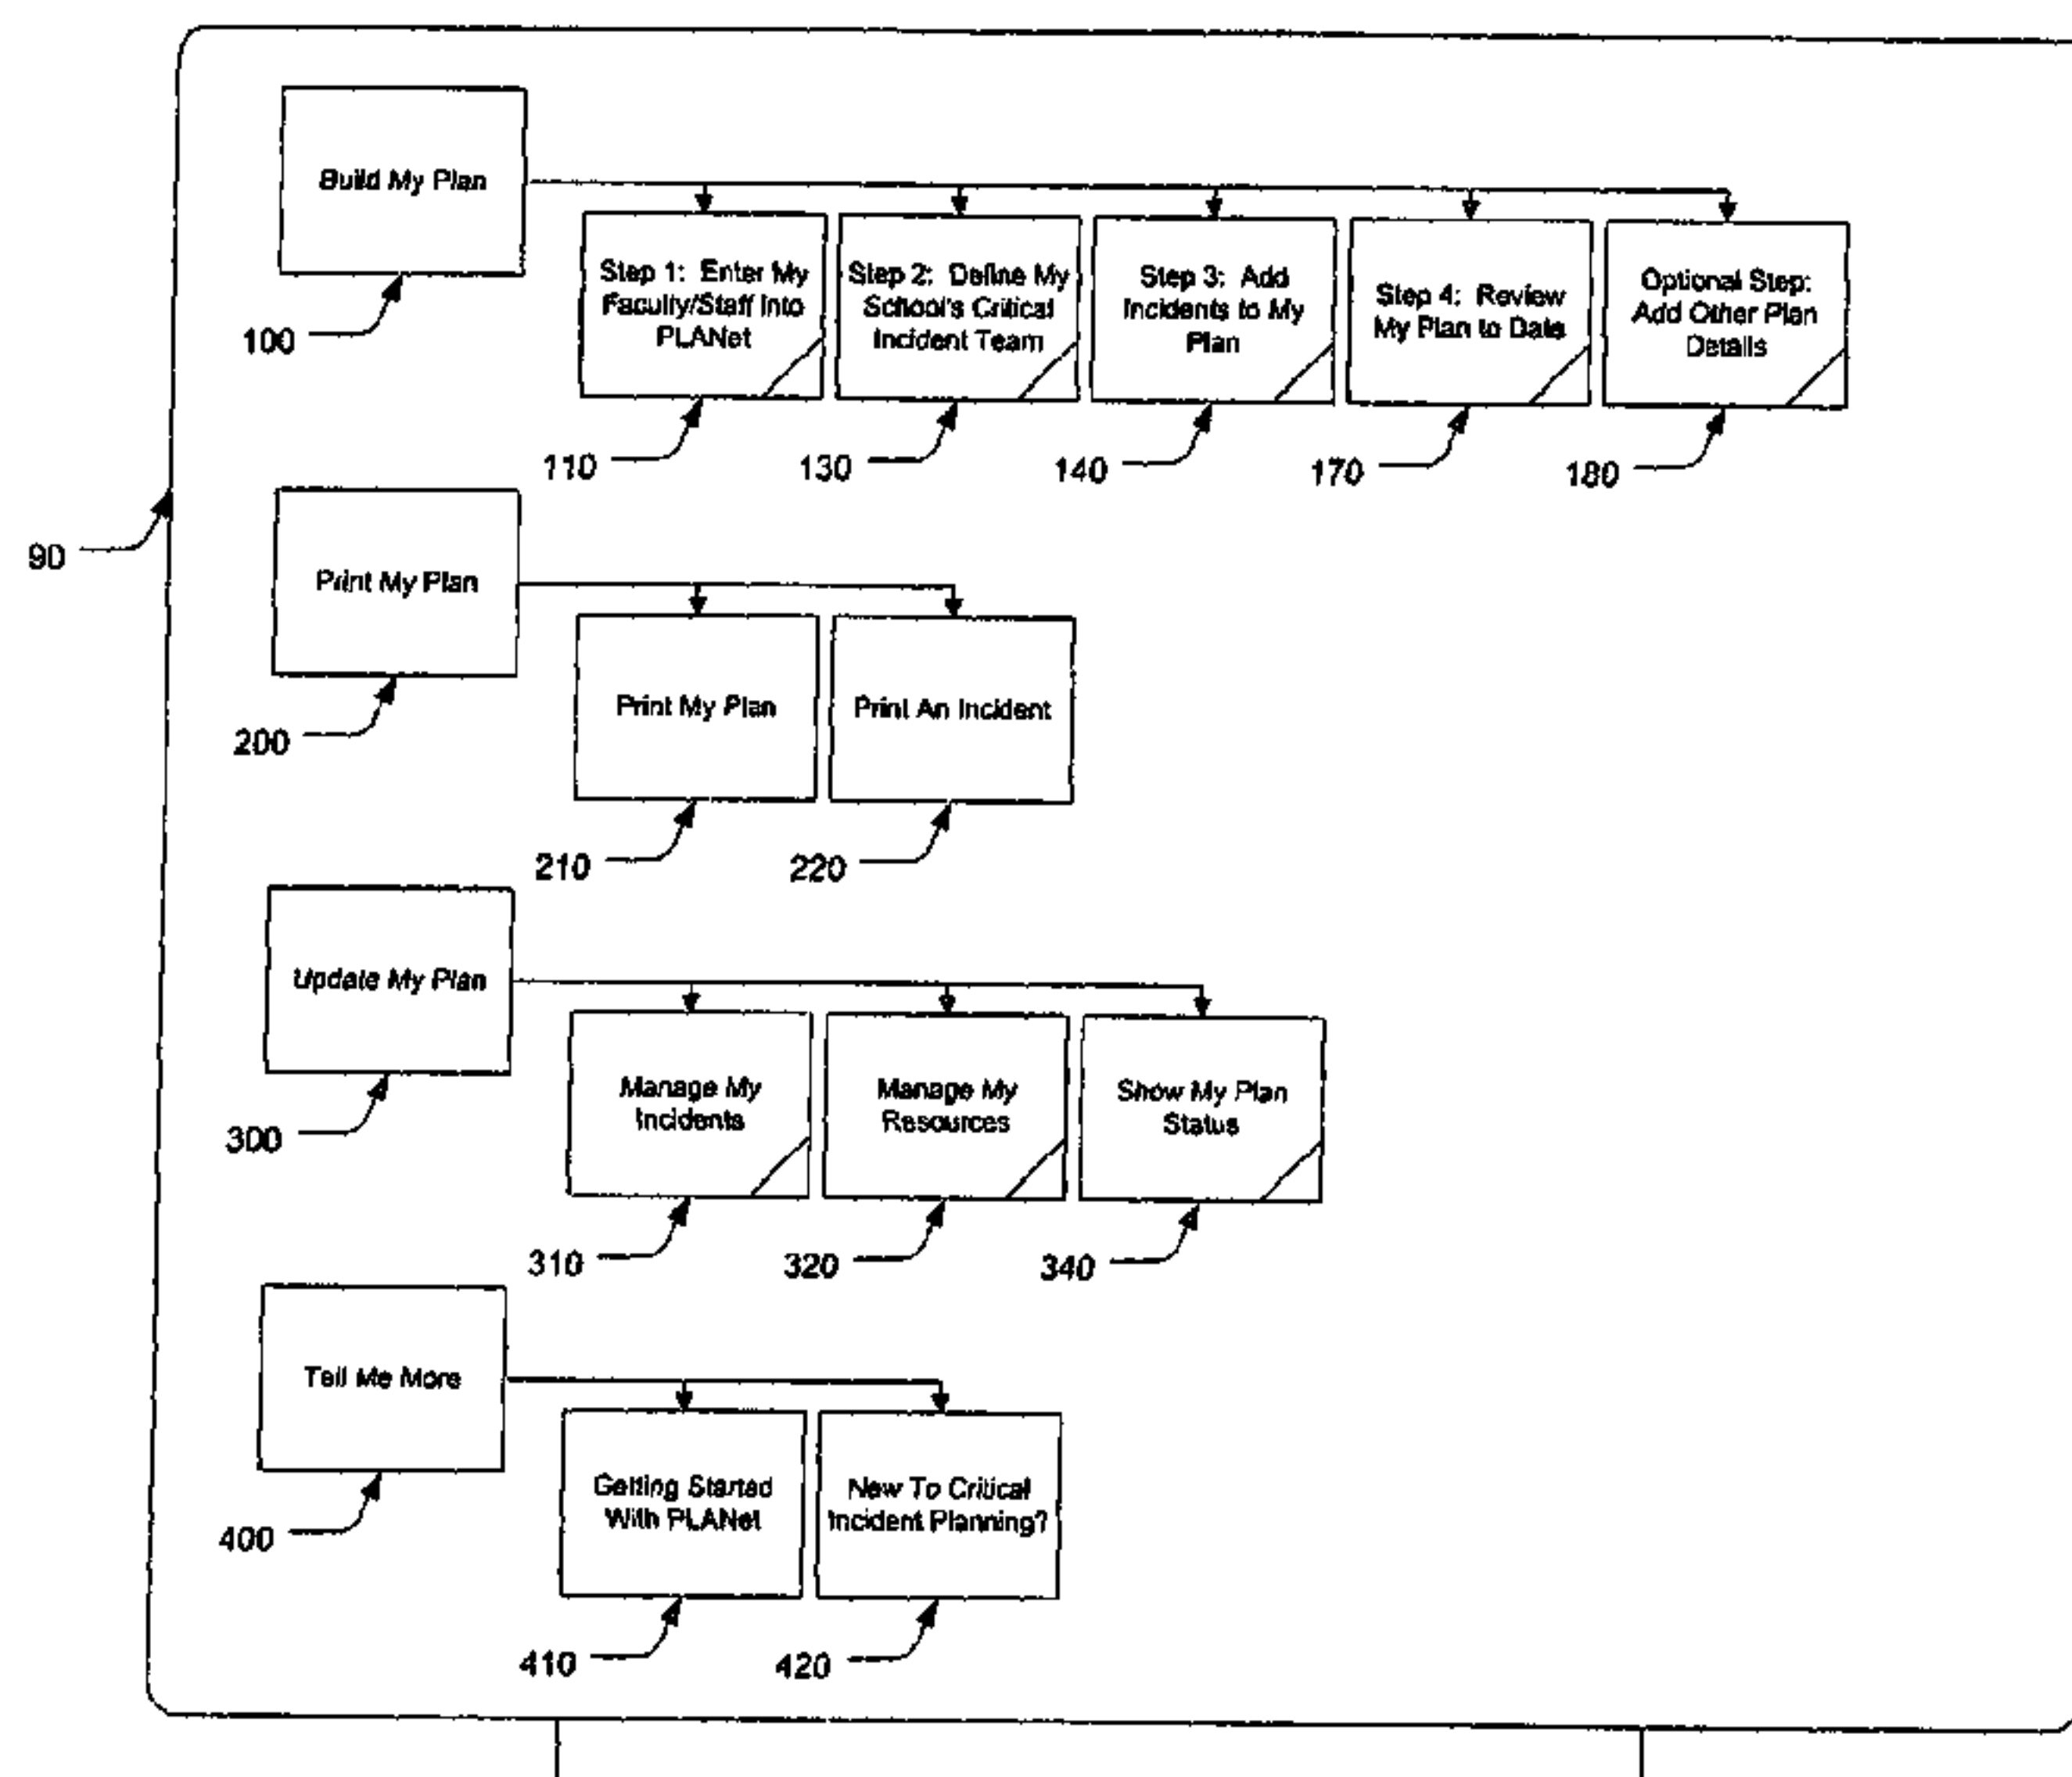 Build My Plan
100
Step 1: Enter My
Faculty/Staff Into
PLANet
110
Step 2: Define My
School's Critical
Incident Team
130
Step 3: Add
Incidents to My
Plan
140
Step 4: Review
My Plan to Date
170
Optional Step:
Add Other Plan
Details
180
90
Print My Plan
200
Print My Plan
210
Print An Incident
220
Update My Plan
300
Manage My
Incidents
310
Manage My
Resources
320
Show My Plan
Status
340
Tell Me More
400
Getting Started
With PLANet
410
New To Critical
Incident Planning?
420